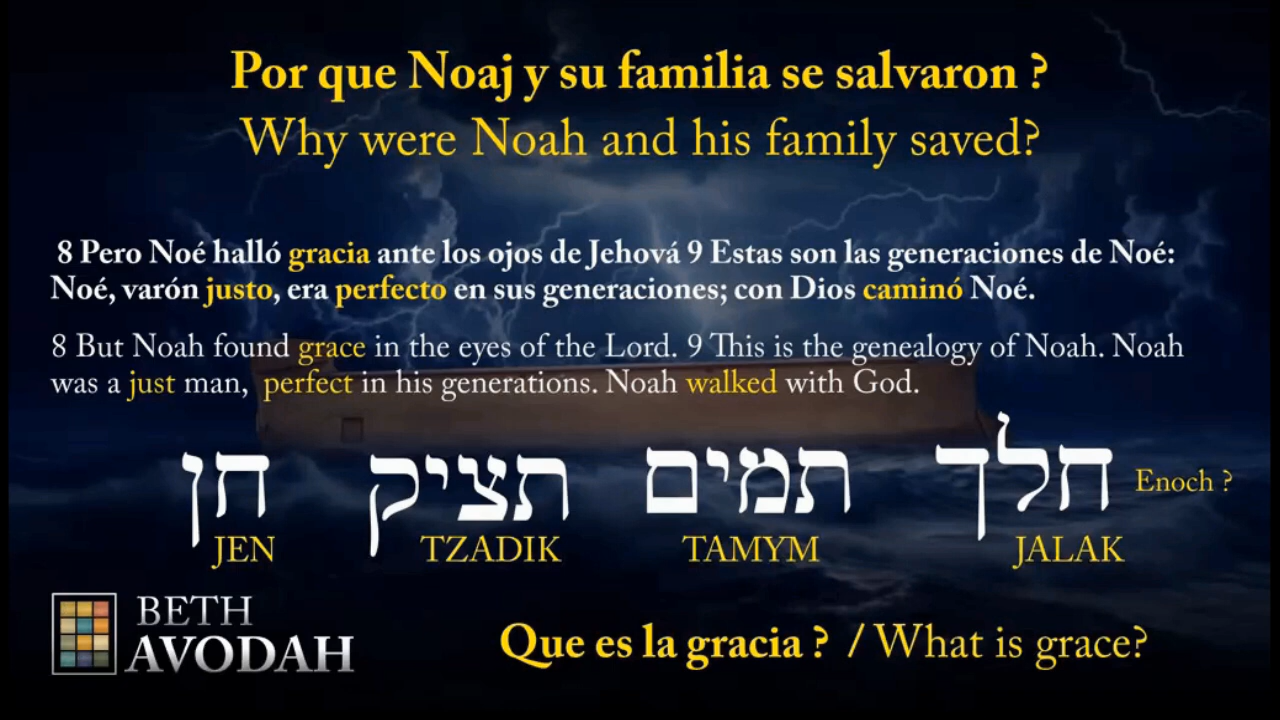 Por que Noaj y su familia se salvaron ?
Why were Noah and his family saved?
8 Pero Noé halló gracia ante los ojos de Jehová 9 Estas son las generaciones de Noé:
Noé, varón justo, era perfecto en sus generaciones; con Dios caminó Noé.
8 But Noah found grace in the eyes of the Lord. 9 This is the genealogy of Noah. Noah
was a just man, perfect in his generations. Noah walked with God.
חן תציק תמים חלך Enoch ?
JEN TZADIK TAMYM JALAK
BETH
AVODAH
Que es la gracia ? / What is grace?